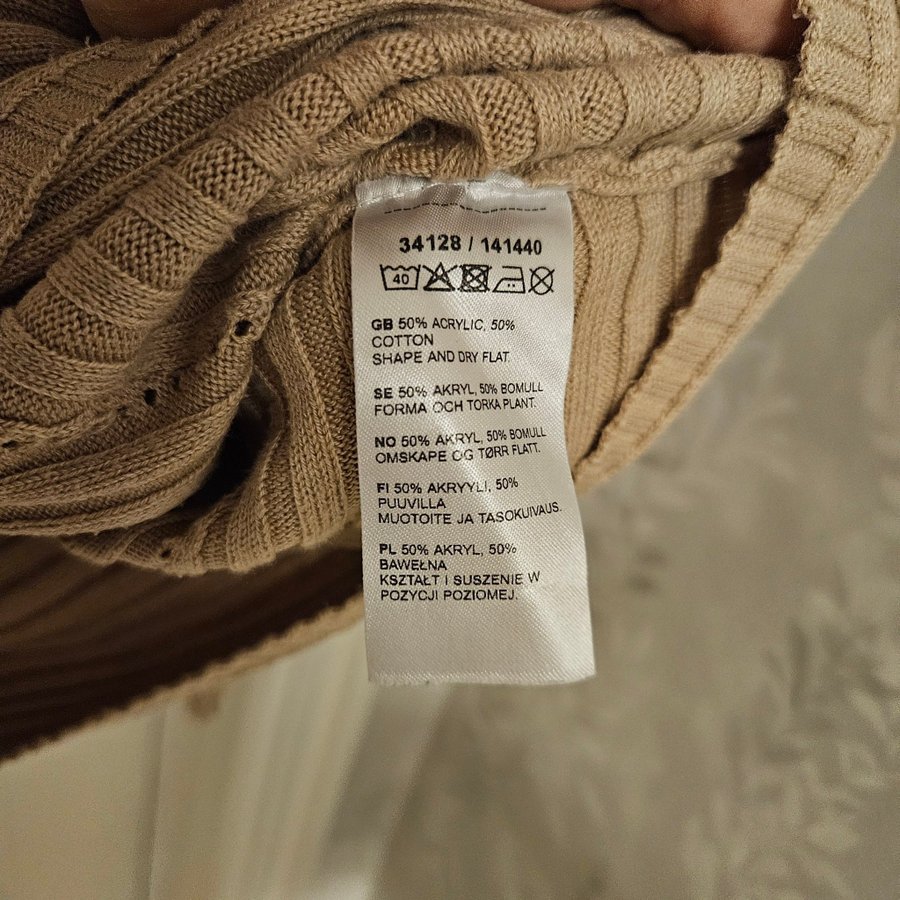 34128 / 141440
40
GB 50% ACRYLIC, 50%
COTTON
SHAPE AND DRY FLAT
SE 50% AKRYL, 50% BOMULL
FORMA OCH TORKA PLANT.
NO 50% AKRYL, 50% BOMULL
OMSKAPE OG TØRR FLATT.
FI 50% AKRYYLI, 50%
PUUVILLA
MUOTOITE JA TASOKUIVAUS.
PL 50% AKRYL, 50%
BAWEŁNA
KSZTAŁT I SUSZENIE W
POZYCJI POZIOMEJ.